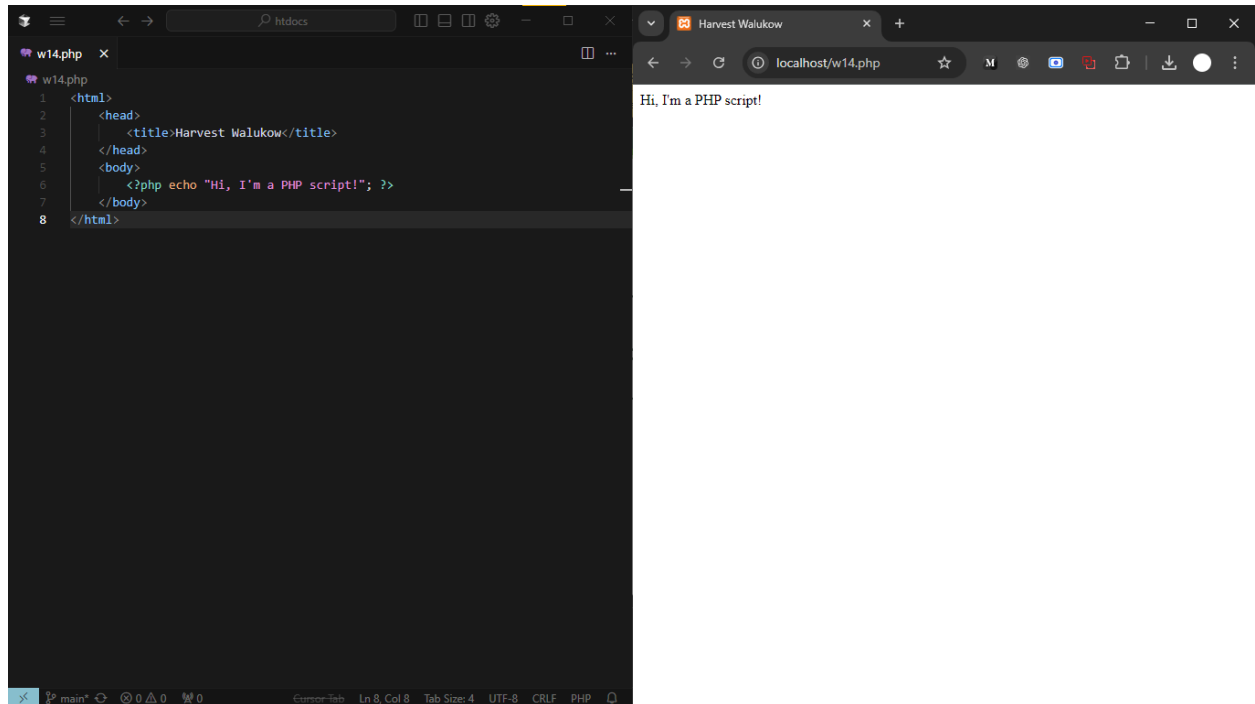 htdocs
w14.php
w14.php
1 <html>
2     <head>
3         <title>Harvest Walukow</title>
4     </head>
5     <body>
6         <?php echo "Hi, I'm a PHP script!"; ?>
7     </body>
8 </html>
main* 0 0 0 Cursor Tab Ln 8, Col 8 Tab Size: 4 UTF-8 CRLF PHP
Harvest Walukow
localhost/w14.php M
Hi, I'm a PHP script!